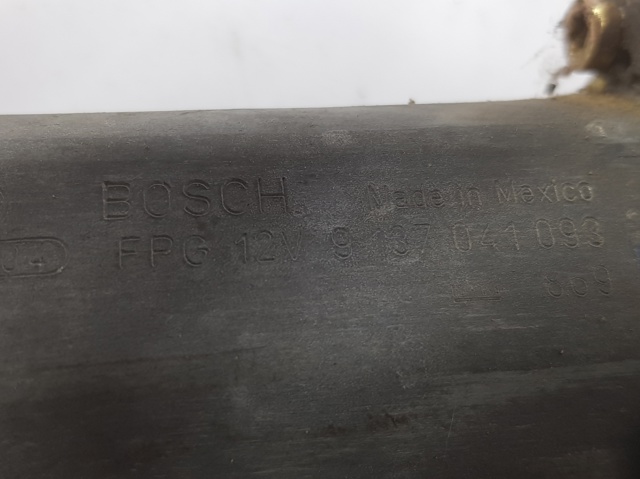 BOSCH Made in Mexico
FPG 12V 9 137 041 093